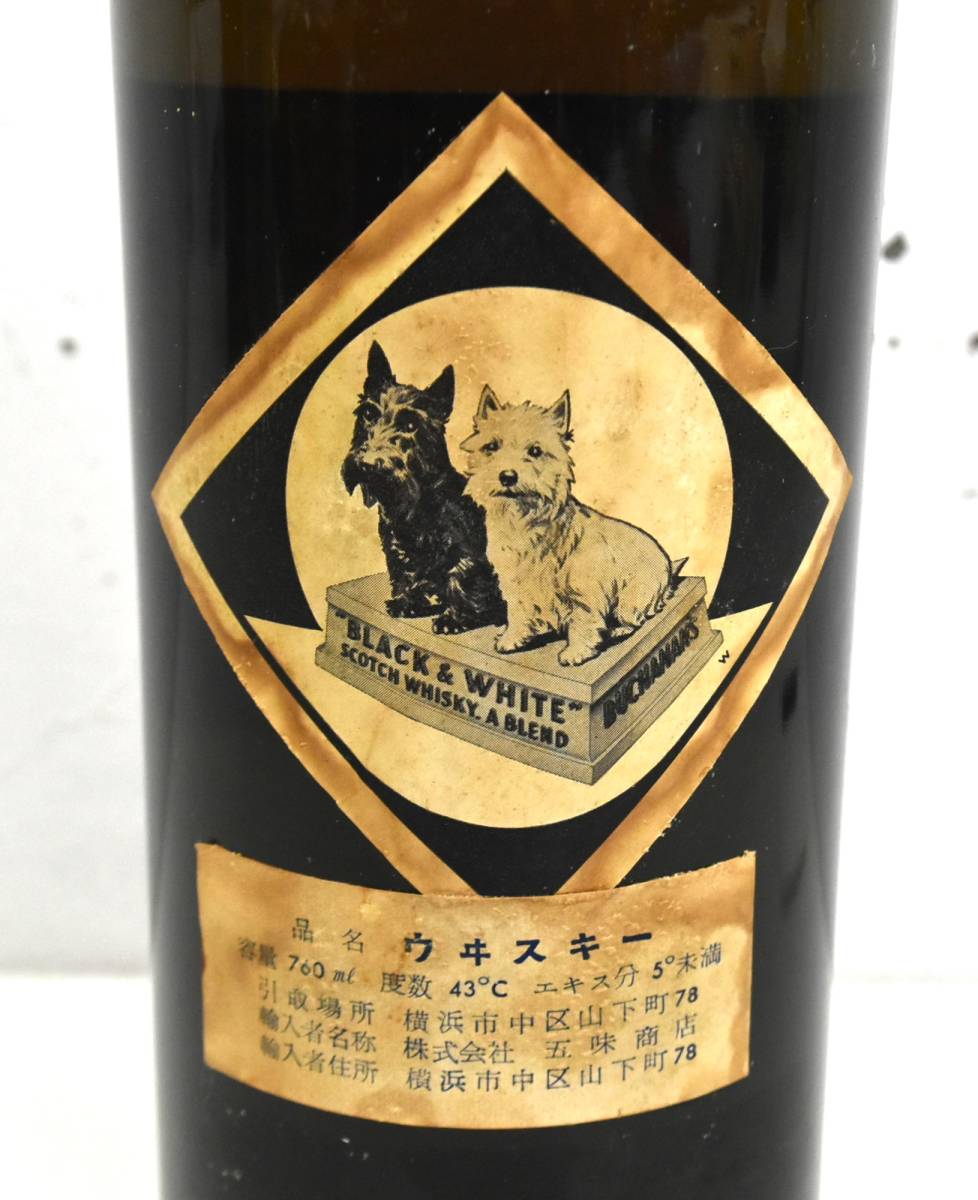 "BLACK & WHITE"
SCOTCH WHISKY. A BLEND
BUCHANAN'S
W
品名 ウヰスキー
容量 760 ml 度数 43°C エキス分 5°未満
引取場所 横浜市中区山下町78
輸入者名称 株式会社 五味商店
輸入者住所 横浜市中区山下町78